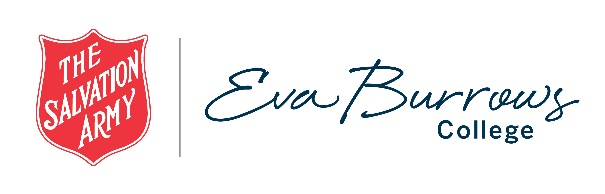 THE
SALVATION
ARMY
Eva Burrows
College